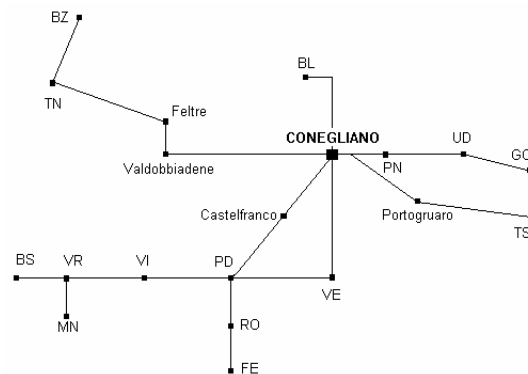 BZ
BL
TN
Feltre
CONEGLIANO
UD
GO
PN
Valdobbiadene
Castelfranco
Portogruaro
TS
BS
VR
VI
PD
VE
MN
RO
FE